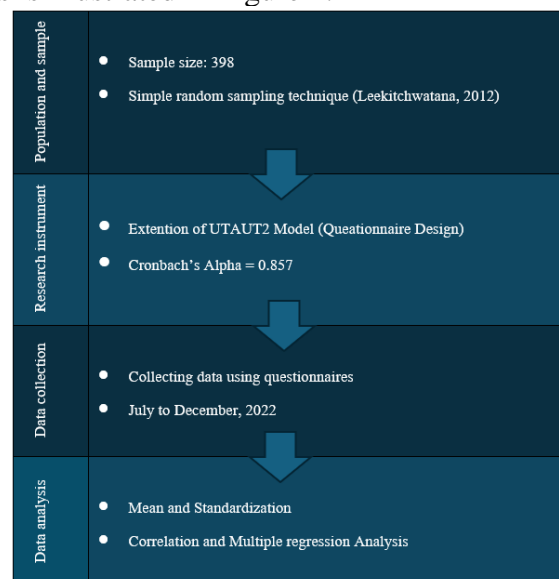 Population and sample
Sample size: 398
Simple random sampling technique (Leekitchwatana, 2012)
Research instrument
Extention of UTAUT2 Model (Queationnaire Design)
Cronbach's Alpha = 0.857
Data collection
Collecting data using questionnaires
July to December, 2022
Data analysis
Mean and Standardization
Correlation and Multiple regression Analysis